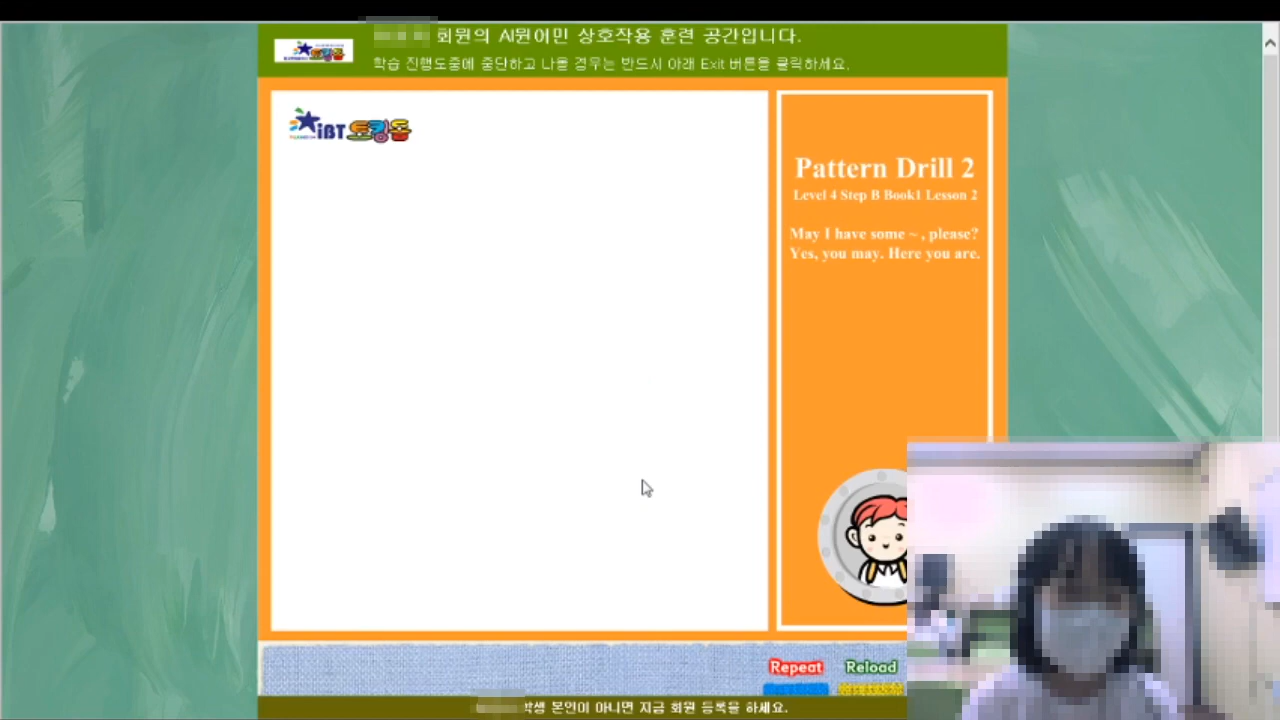 회원의 AI원어민 상호작용 훈련 공간입니다.
학습 진행도중에 중단하고 나올 경우는 반드시 아래 Exit 버튼을 클릭하세요.
iBT 토킹홈
Pattern Drill 2
Level 4 Step B Book1 Lesson 2
May I have some ~ , please?
Yes, you may. Here you are.
Repeat
Reload
학생 본인이 아니면 지금 회원 등록을 하세요.